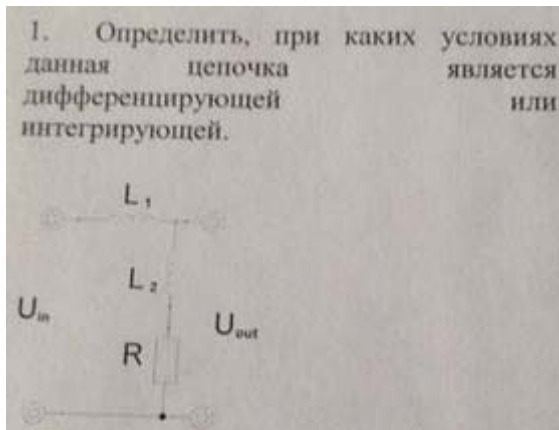 1. Определить, при каких условиях
данная цепочка является
дифференцирующей или
интегрирующей.
L₁
L₂
Uᵢₙ
Uₒᵤₜ
R